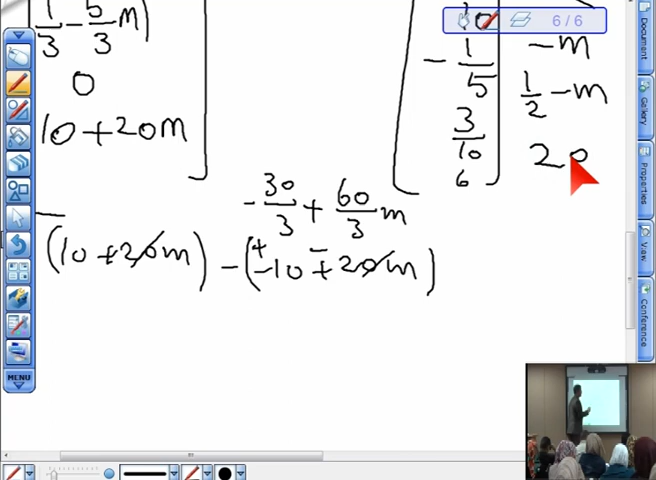 1/3 - 5/3 m)
0
10 + 20m
- 1/5
3/10
6
- m
1/2 - m
20
- 30/3 + 60/3 m
(10 + 20m) - (-10 + 20m)
+ -
6 / 6
Document
Gallery
Properties
View
Conference
MENU